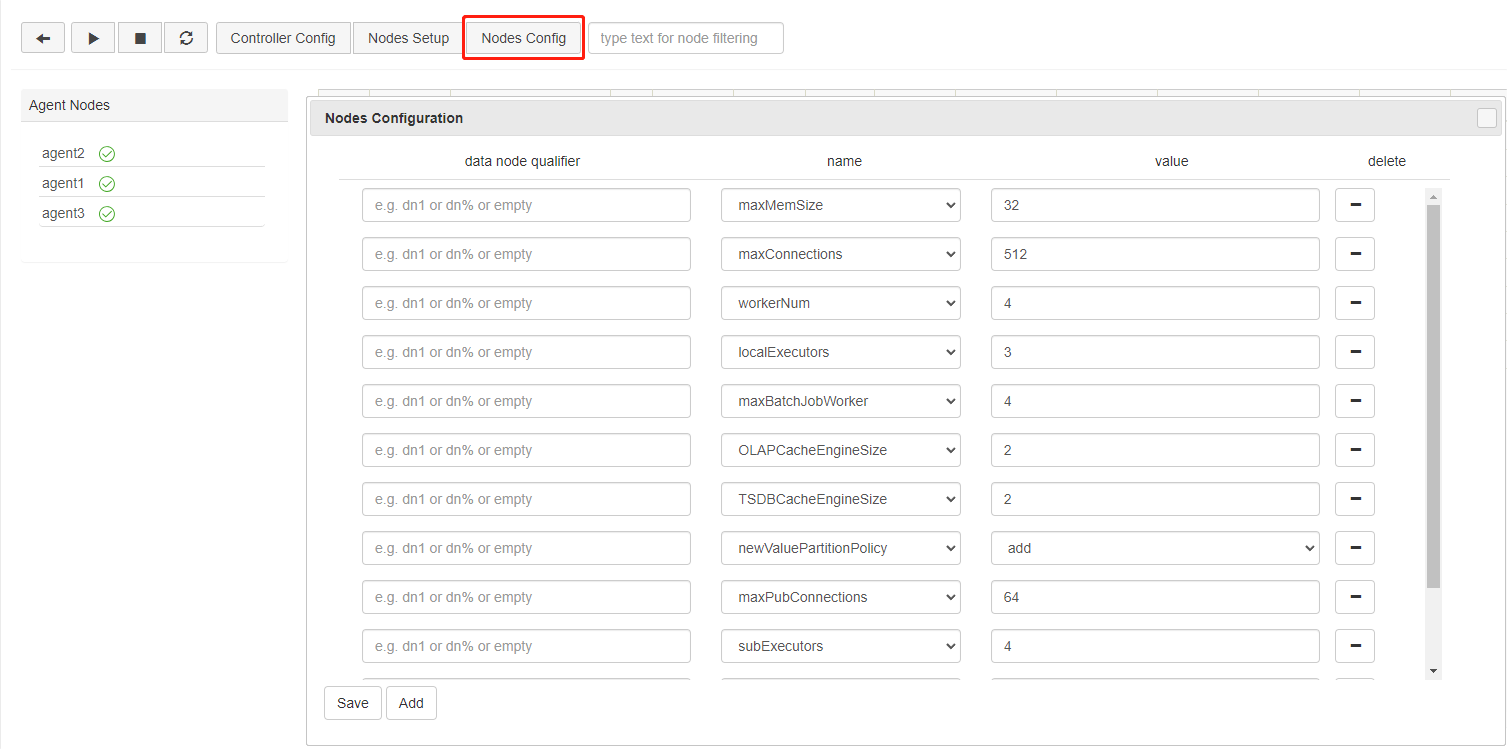 Controller Config Nodes Setup Nodes Config type text for node filtering
Agent Nodes
agent2
agent1
agent3
Nodes Configuration
data node qualifier name value delete
e.g. dn1 or dn% or empty maxMemSize 32
e.g. dn1 or dn% or empty maxConnections 512
e.g. dn1 or dn% or empty workerNum 4
e.g. dn1 or dn% or empty localExecutors 3
e.g. dn1 or dn% or empty maxBatchJobWorker 4
e.g. dn1 or dn% or empty OLAPCacheEngineSize 2
e.g. dn1 or dn% or empty TSDBCacheEngineSize 2
e.g. dn1 or dn% or empty newValuePartitionPolicy add
e.g. dn1 or dn% or empty maxPubConnections 64
e.g. dn1 or dn% or empty subExecutors 4
Save Add